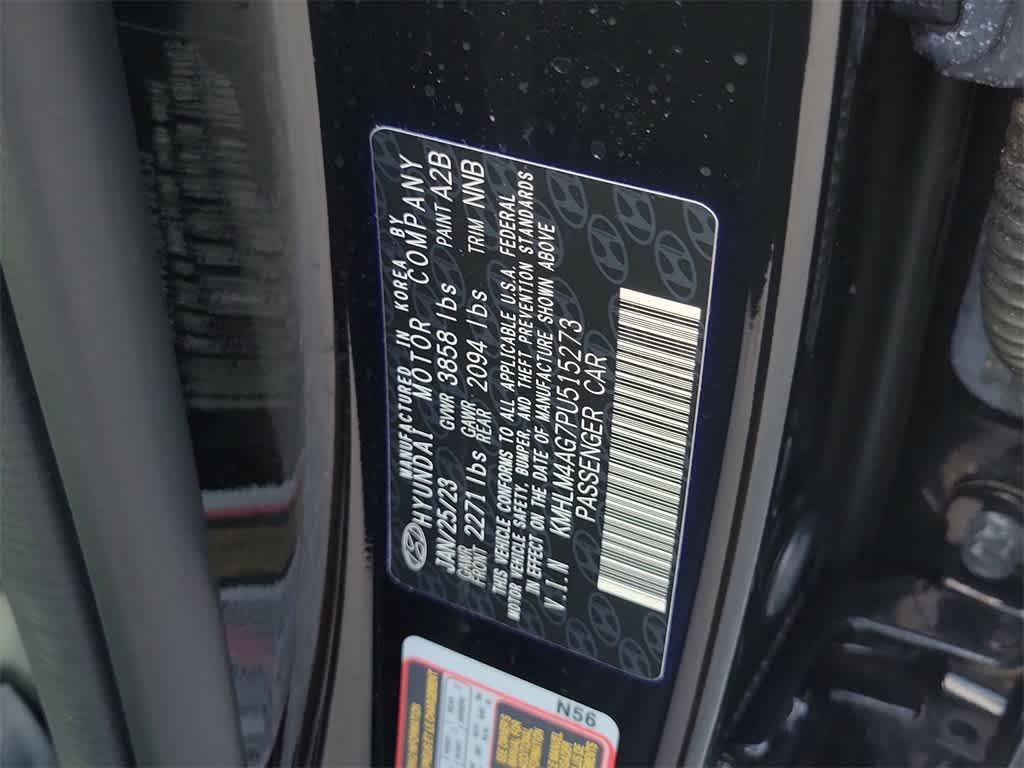 MANUFACTURED IN KOREA BY
HYUNDAI MOTOR COMPANY
JAN/25/23 GVWR 3858 lbs PAINT A2B
GAWR FRONT 2271 lbs GAWR REAR 2094 lbs TRIM NNB
THIS VEHICLE CONFORMS TO ALL APPLICABLE U.S.A. FEDERAL
MOTOR VEHICLE SAFETY, BUMPER, AND THEFT PREVENTION STANDARDS
IN EFFECT ON THE DATE OF MANUFACTURE SHOWN ABOVE
V.I.N KMHLM4AG7PU515273
PASSENGER CAR
N56